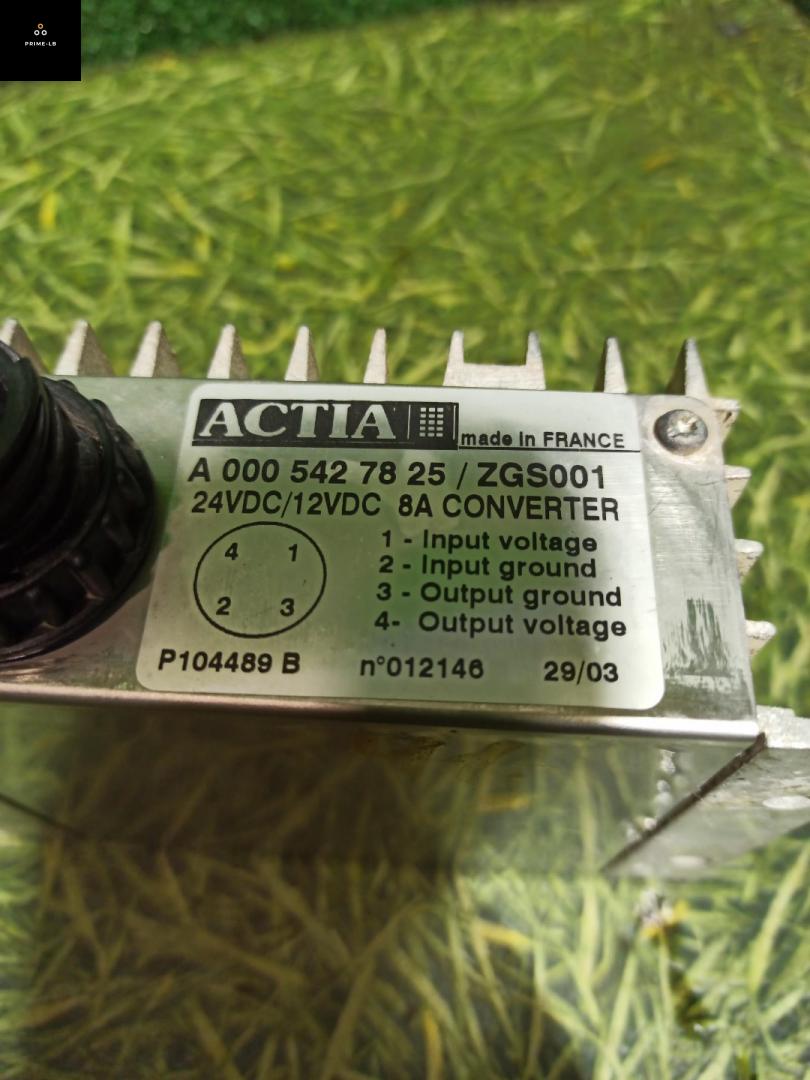 PRIME-LB
ACTIA
made in FRANCE
A 000 542 78 25 / ZGS001
24VDC/12VDC 8A CONVERTER
4 1
2 3
1 - Input voltage
2 - Input ground
3 - Output ground
4- Output voltage
P104489 B n°012146 29/03